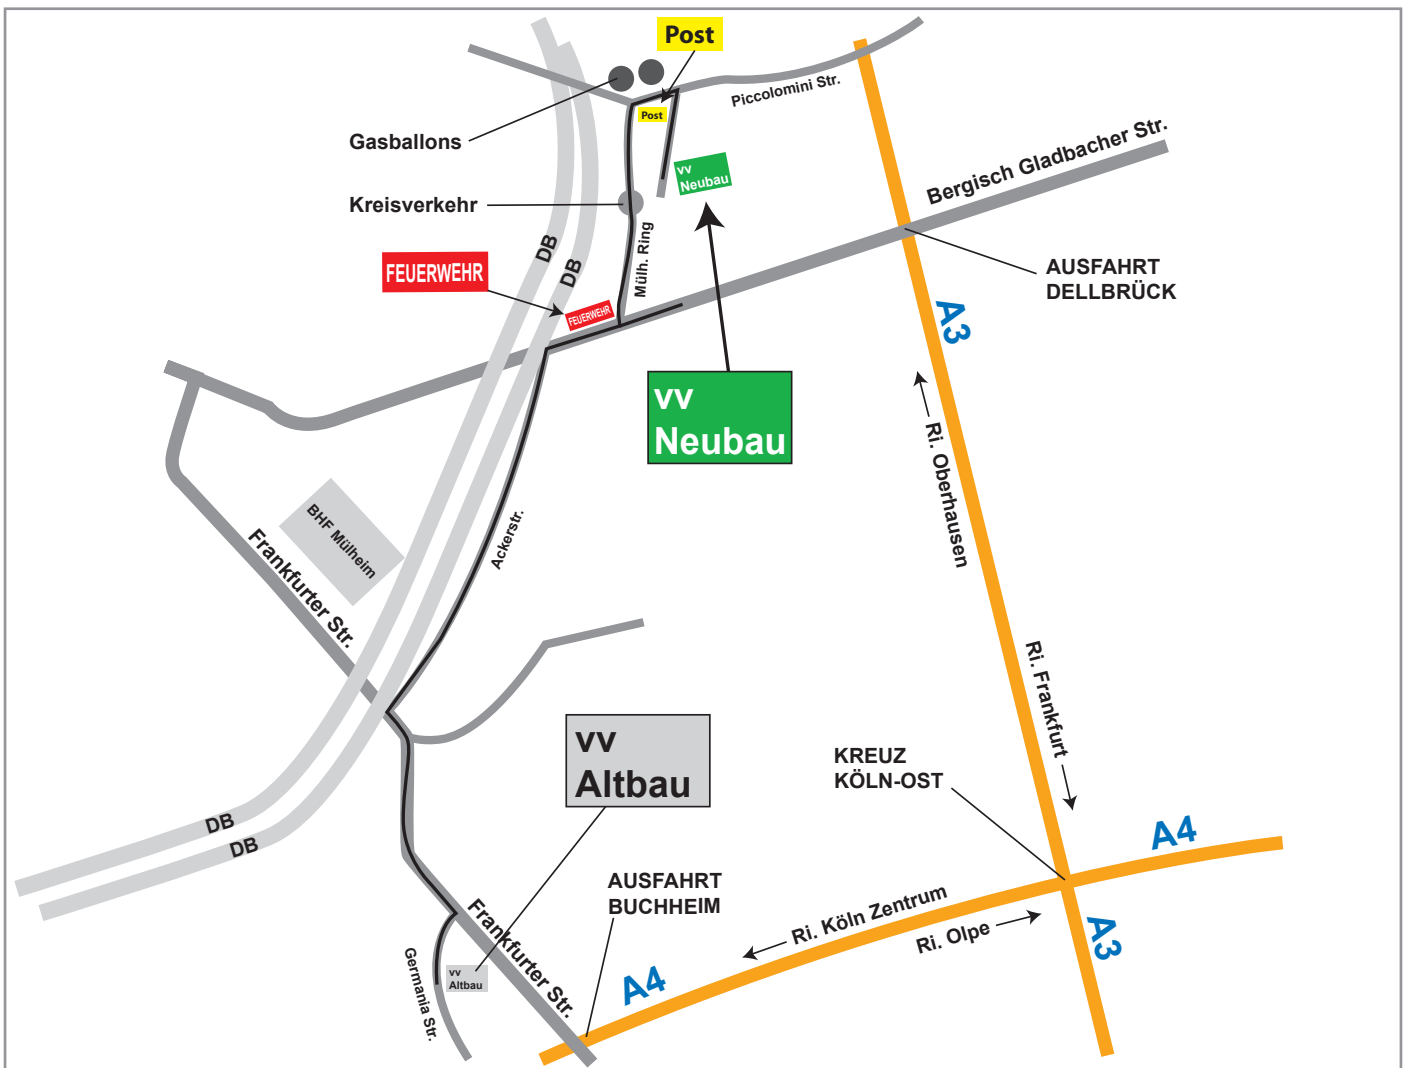 Post
Piccolomini Str.
Post
Gasballons
Bergisch Gladbacher Str.
vv
Neubau
Kreisverkehr
Mülh. Ring
DB
DB
FEUERWEHR
FEUERWEHR
AUSFAHRT
DELLBRÜCK
A3
vv
Neubau
Ri. Oberhausen
BHF Mülheim
Ackerstr.
Frankfurter Str.
Ri. Frankfurt
vv
Altbau
KREUZ
KÖLN-OST
DB
DB
A4
AUSFAHRT
BUCHHEIM
Ri. Köln Zentrum
Ri. Olpe
A3
Frankfurter Str.
Germania Str.
vv
Altbau
A4